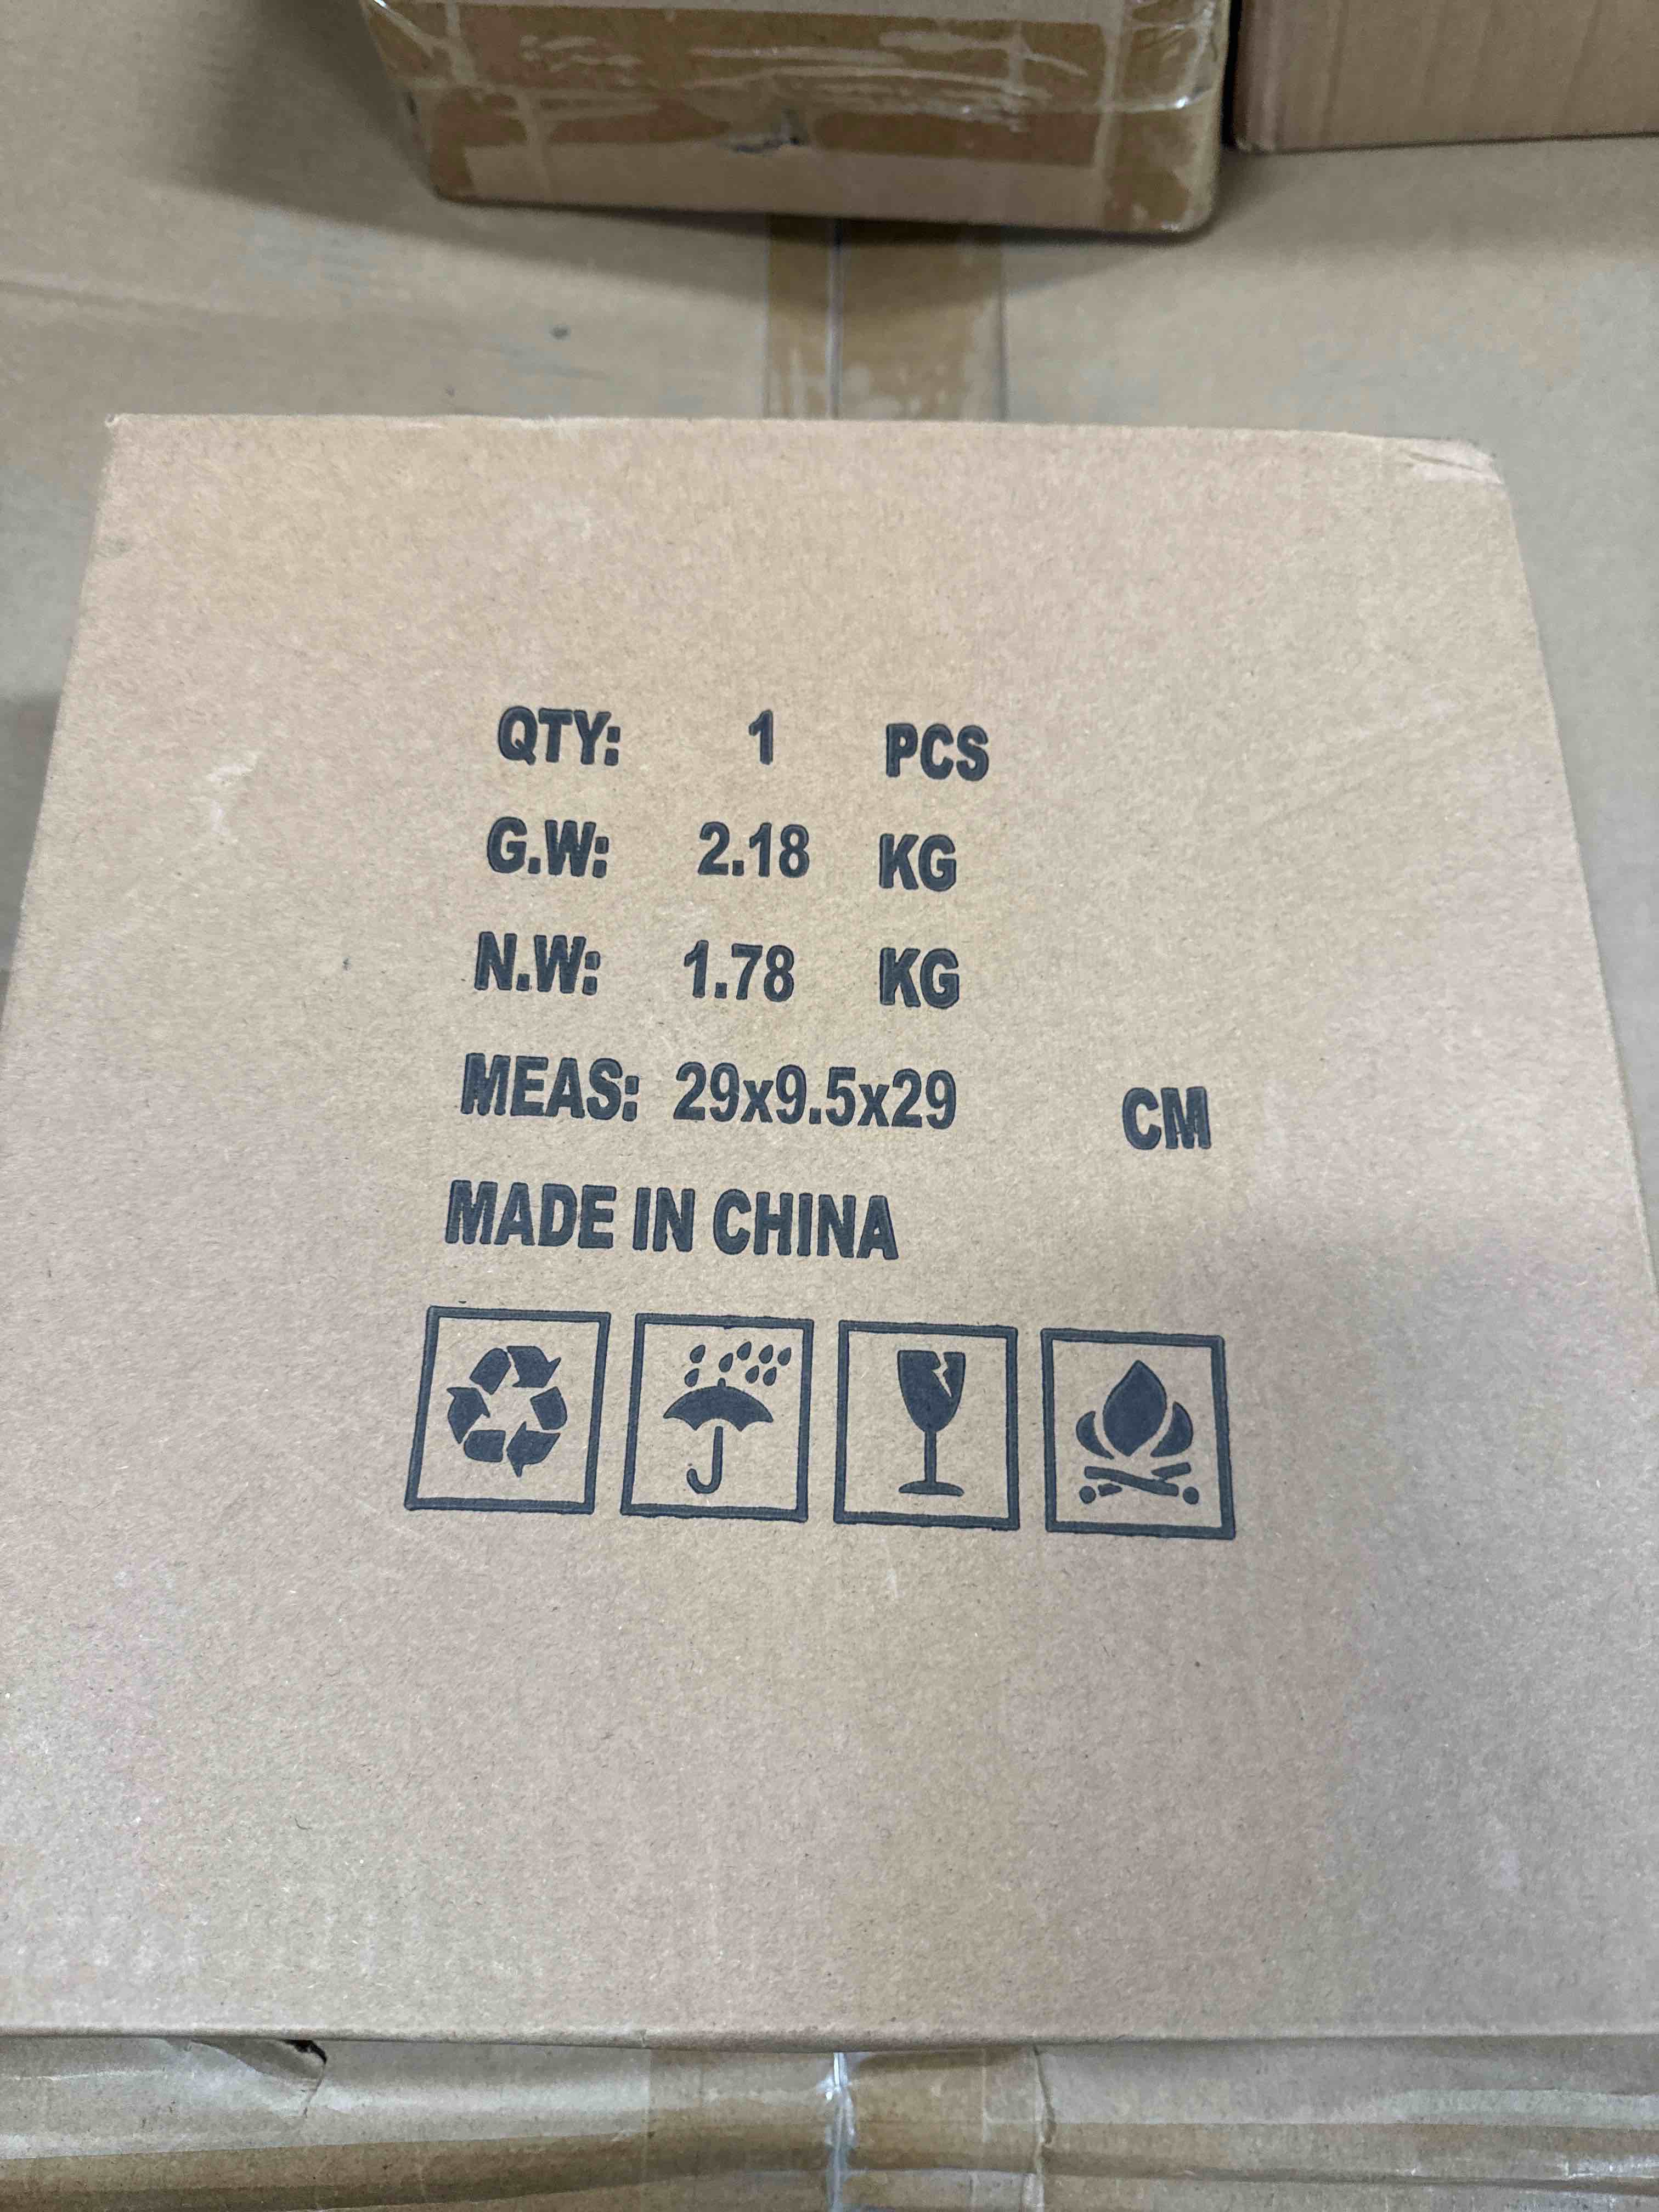 QTY: 1 PCS
G.W: 2.18 KG
N.W: 1.78 KG
MEAS: 29x9.5x29 CM
MADE IN CHINA